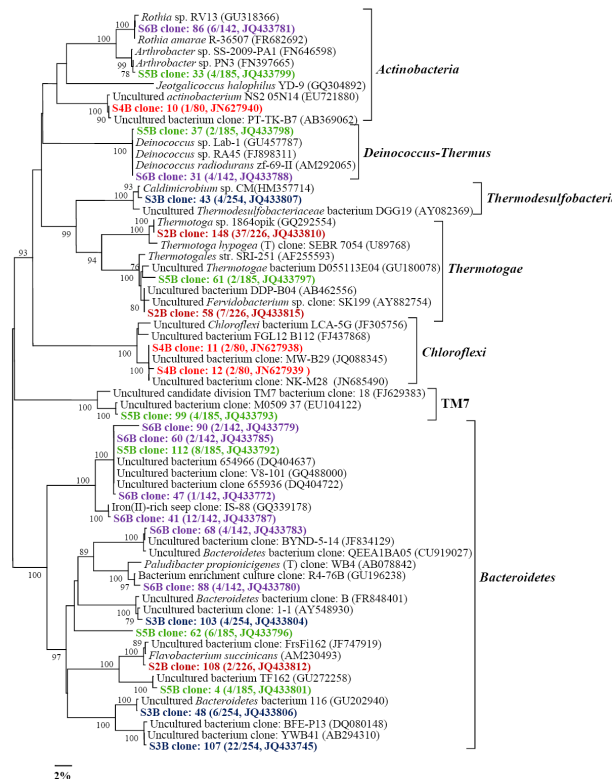 Rothia sp. RV13 (GU318366)
S6B clone: 86 (6/142, JQ433781)
Rothia amarae R-36507 (FR682692)
Arthrobacter sp. SS-2009-PA1 (FN646598)
Arthrobacter sp. PN3 (FN397665)
S5B clone: 33 (4/185, JQ433799)
Jeotgalicoccus halophilus YD-9 (GQ304892)
Uncultured actinobacterium NS2 05N14 (EU721880)
S4B clone: 10 (1/80, JN627940)
Uncultured bacterium clone: PT-TK-B7 (AB369062)
Actinobacteria
S5B clone: 37 (2/185, JQ433798)
Deinococcus sp. Lab-1 (GU457787)
Deinococcus sp. RA45 (FJ898311)
Deinococcus radiodurans zf-69-II (AM292065)
S6B clone: 31 (4/142, JQ433788)
Deinococcus-Thermus
Caldimicrobium sp. CM(HM357714)
S3B clone: 43 (4/254, JQ433807)
Uncultured Thermodesulfobacteriaceae bacterium DGG19 (AY082369)
Thermodesulfobacteri
Thermotoga sp. 1864opik (GQ292554)
S2B clone: 148 (37/226, JQ433810)
Thermotoga hypogea (T) clone: SEBR 7054 (U89768)
Thermotogales str. SRI-251 (AF255593)
Uncultured Thermotogae bacterium D055113E04 (GU180078)
S5B clone: 61 (2/185, JQ433797)
Uncultured bacterium DDP-B04 (AB462556)
Uncultured Fervidobacterium sp. clone: SK199 (AY882754)
S2B clone: 58 (7/226, JQ433815)
Thermotogae
Uncultured Chloroflexi bacterium LCA-5G (JF305756)
Uncultured bacterium FGL12 B112 (FJ437868)
S4B clone: 11 (2/80, JN627938)
Uncultured bacterium: MW-B29 (JQ088345)
S4B clone: 12 (2/80, JN627939 )
Uncultured bacterium: NK-M28 (JN685490)
Chloroflexi
Uncultured candidate division TM7 bacterium clone: 18 (FJ629383)
Uncultured bacterium clone: M0509 37 (EU104122)
S5B clone: 99 (4/185, JQ433793)
TM7
S6B clone: 90 (2/142, JQ433779)
S6B clone: 60 (2/142, JQ433785)
S5B clone: 112 (8/185, JQ433792)
Uncultured bacterium 654966 (DQ404637)
Uncultured bacterium clone: V8-101 (GQ488000)
Uncultured bacterium clone: 655936 (DQ404722)
S6B clone: 47 (1/142, JQ433772)
Iron(II)-rich seep clone: IS-88 (GQ339178)
S6B clone: 41 (12/142, JQ433787)
S6B clone: 68 (4/142, JQ433783)
Uncultured bacterium clone: BYND-5-14 (JF834129)
Uncultured Bacteroidetes bacterium clone: QEEA1BA05 (CU919027)
Paludibacter propionicigenes (T) clone: WB4 (AB078842)
Bacterium enrichment culture clone: R4-76B (GU196238)
S6B clone: 88 (4/142, JQ433780)
Uncultured Bacteroidetes bacterium clone: B (FR848401)
Uncultured bacterium clone: 1-1 (AY548930)
S3B clone: 103 (4/254, JQ433804)
S5B clone: 62 (6/185, JQ433796)
Uncultured bacterium clone: FrsFi162 (JF747919)
Flavobacterium succinicans (AM230493)
S2B clone: 108 (2/226, JQ433812)
Uncultured bacterium TF162 (GU272258)
S5B clone: 4 (4/185, JQ433801)
Uncultured Bacteroidetes bacterium 116 (GU202940)
S3B clone: 48 (6/254, JQ433806)
Uncultured bacterium clone: BFE-P13 (DQ080148)
Uncultured bacterium clone: YWB41 (AB294310)
S3B clone: 107 (22/254, JQ433745)
Bacteroidetes
100
100
99
78
100
100
90
100
93
100
99
100
94
76
80
93
100
100
100
100
100
100
100
100
89
100
100
97
100
79
100
89
100
100
100
97
100
100
100
2%